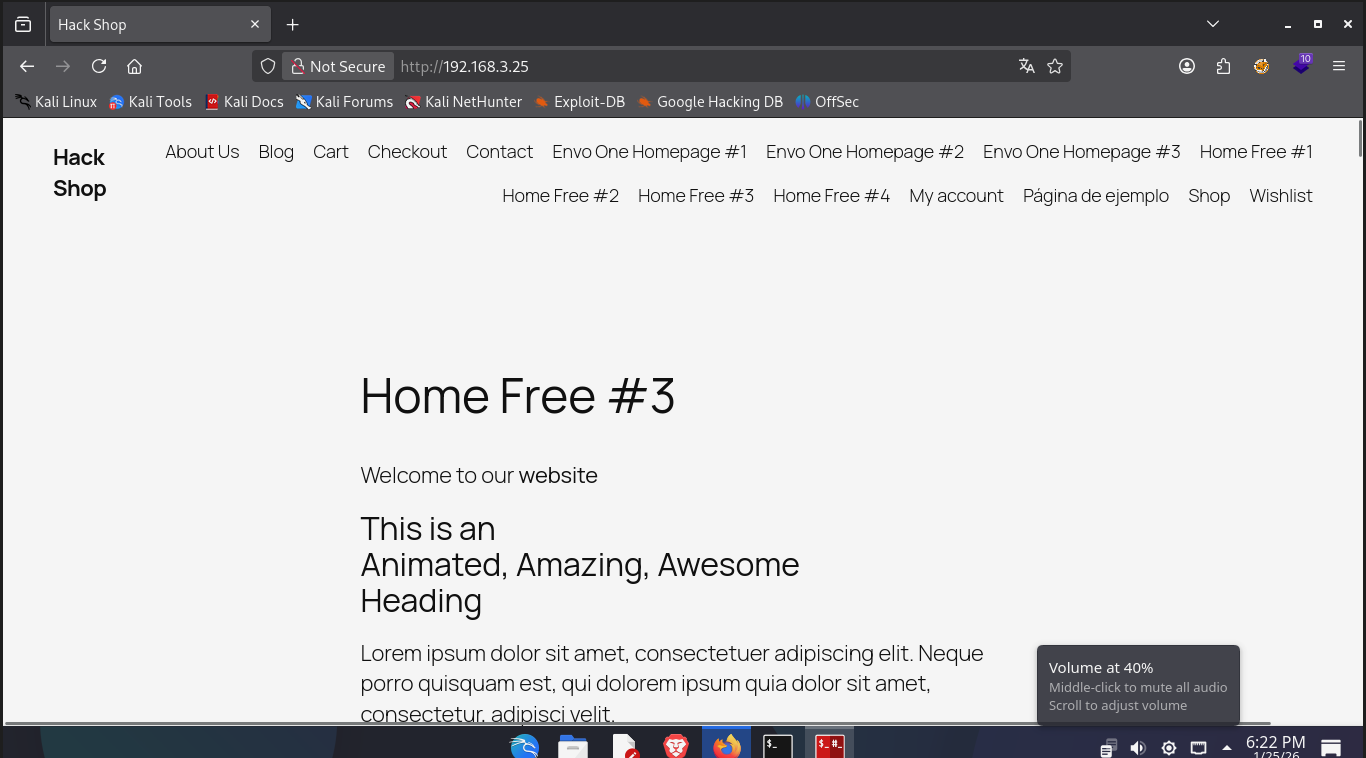 Hack Shop
Not Secure http://192.168.3.25
10
Kali Linux Kali Tools Kali Docs Kali Forums Kali NetHunter Exploit-DB Google Hacking DB OffSec
Hack
Shop
About Us Blog Cart Checkout Contact Envo One Homepage #1 Envo One Homepage #2 Envo One Homepage #3 Home Free #1
Home Free #2 Home Free #3 Home Free #4 My account Página de ejemplo Shop Wishlist
Home Free #3
Welcome to our website
This is an
Animated, Amazing, Awesome
Heading
Lorem ipsum dolor sit amet, consectetuer adipiscing elit. Neque
porro quisquam est, qui dolorem ipsum quia dolor sit amet,
consectetur, adipisci velit.
Volume at 40%
Middle-click to mute all audio
Scroll to adjust volume
6:22 PM
1/25/26